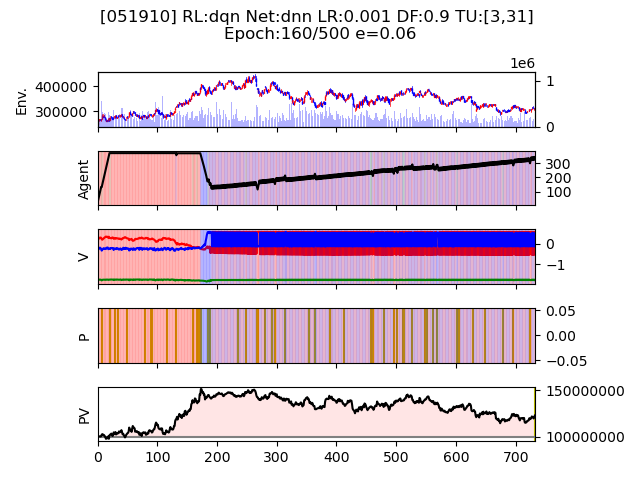 [051910] RL:dqn Net:dnn LR:0.001 DF:0.9 TU:[3,31]
Epoch:160/500 e=0.06
1e6
Env.
400000
300000
1
0
Agent
300
200
100
V
0
−1
P
0.05
0.00
−0.05
PV
150000000
100000000
0 100 200 300 400 500 600 700